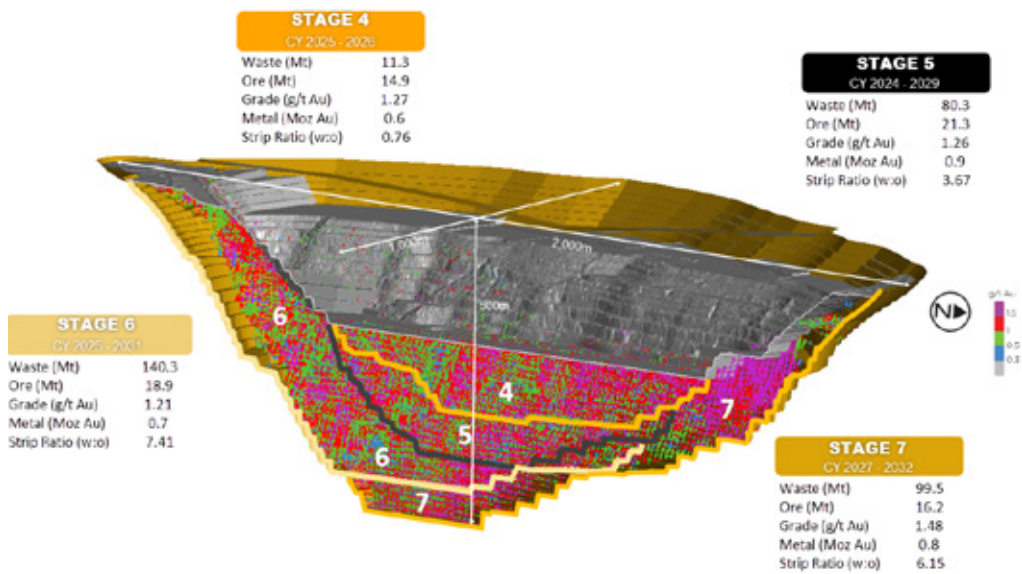 STAGE 4
CY 2025 - 2026
Waste (Mt) 11.3
Ore (Mt) 14.9
Grade (g/t Au) 1.27
Metal (Moz Au) 0.6
Strip Ratio (w:o) 0.76
STAGE 5
CY 2024 - 2029
Waste (Mt) 80.3
Ore (Mt) 21.3
Grade (g/t Au) 1.26
Metal (Moz Au) 0.9
Strip Ratio (w:o) 3.67
1,000m
2,000m
500m
N
g/t Au
1
0.5
0.3
STAGE 6
CY 2025 - 2031
Waste (Mt) 140.3
Ore (Mt) 18.9
Grade (g/t Au) 1.21
Metal (Moz Au) 0.7
Strip Ratio (w:o) 7.41
6
4
7
5
6
7
STAGE 7
CY 2027 - 2032
Waste (Mt) 99.5
Ore (Mt) 16.2
Grade (g/t Au) 1.48
Metal (Moz Au) 0.8
Strip Ratio (w:o) 6.15